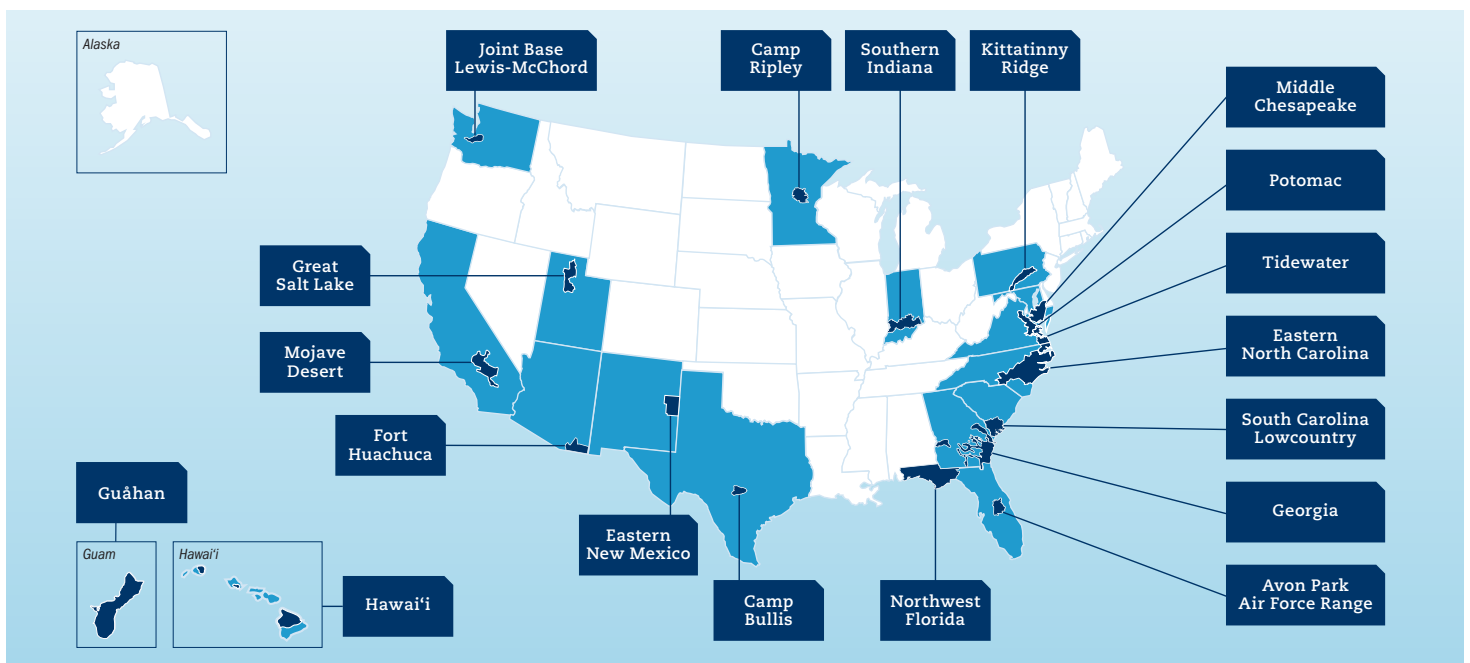 Alaska
Joint Base
Lewis-McChord
Camp
Ripley
Southern
Indiana
Kittatinny
Ridge
Middle
Chesapeake
Potomac
Tidewater
Great
Salt Lake
Mojave
Desert
Eastern
North Carolina
Fort
Huachuca
South Carolina
Lowcountry
Guåhan
Georgia
Eastern
New Mexico
Guam
Hawai‘i
Hawai‘i
Camp
Bullis
Northwest
Florida
Avon Park
Air Force Range